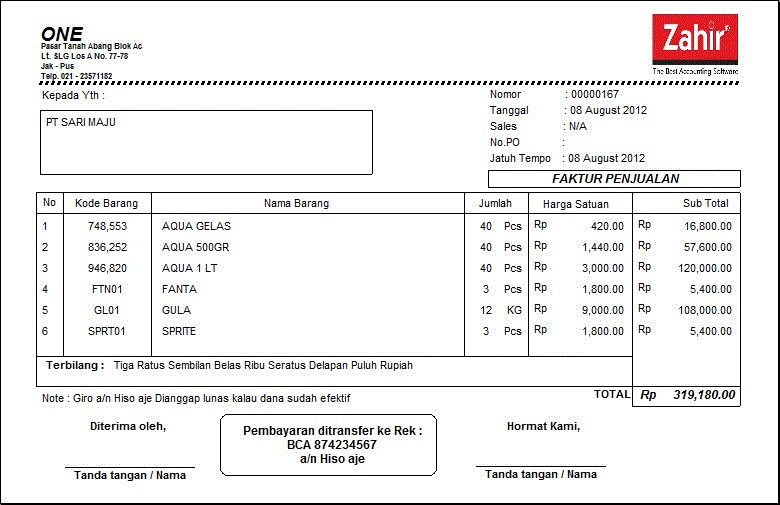 ONE
Pasar Tanah Abang Blok Ac
Lt. SLG Los A No. 77-78
Jak - Pus
Telp. 021 - 23571182
Zahir®
The Best Accounting Software
Kepada Yth :
PT SARI MAJU
Nomor : 00000167
Tanggal : 08 August 2012
Sales : N/A
No.PO :
Jatuh Tempo : 08 August 2012
FAKTUR PENJUALAN
No Kode Barang Nama Barang Jumlah Harga Satuan Sub Total
1 748,553 AQUA GELAS 40 Pcs Rp 420.00 Rp 16,800.00
2 836,252 AQUA 500GR 40 Pcs Rp 1,440.00 Rp 57,600.00
3 946,820 AQUA 1 LT 40 Pcs Rp 3,000.00 Rp 120,000.00
4 FTN01 FANTA 3 Pcs Rp 1,800.00 Rp 5,400.00
5 GL01 GULA 12 KG Rp 9,000.00 Rp 108,000.00
6 SPRT01 SPRITE 3 Pcs Rp 1,800.00 Rp 5,400.00
Terbilang : Tiga Ratus Sembilan Belas Ribu Seratus Delapan Puluh Rupiah
TOTAL Rp 319,180.00
Note : Giro a/n Hiso aje Dianggap lunas kalau dana sudah efektif
Diterima oleh,
Tanda tangan / Nama
Pembayaran ditransfer ke Rek :
BCA 874234567
a/n Hiso aje
Hormat Kami,
Tanda tangan / Nama